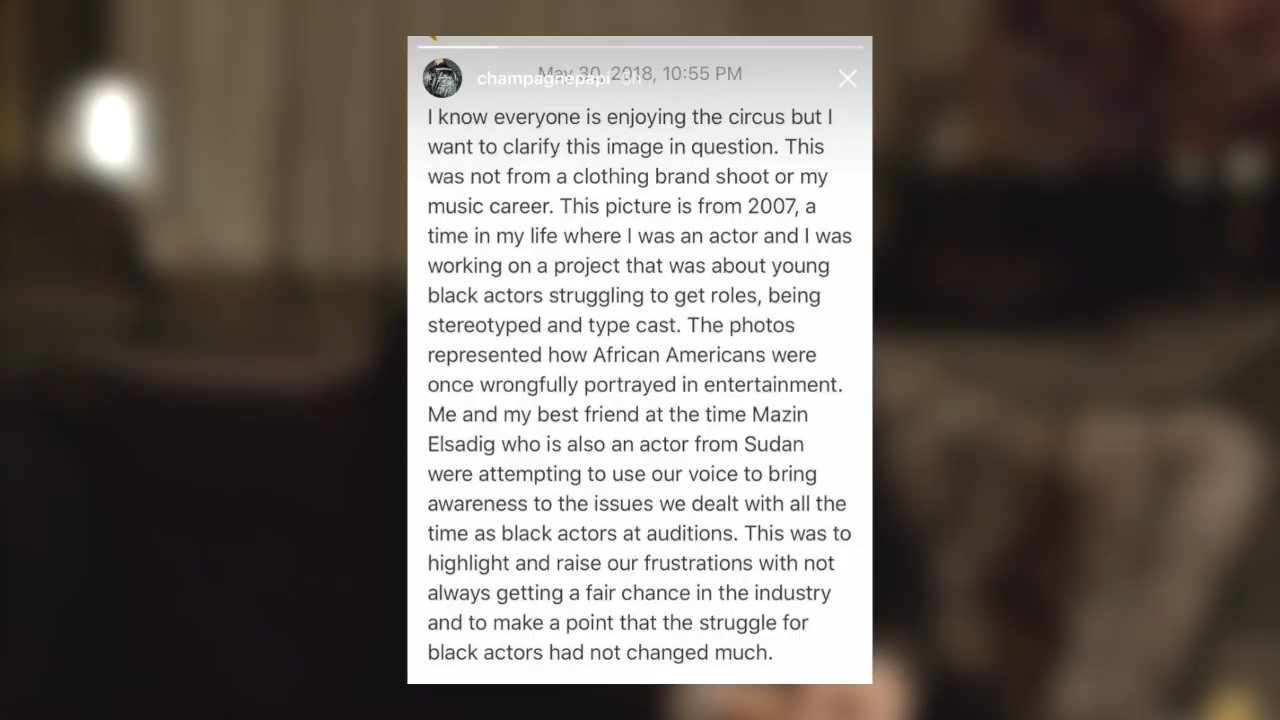 May 30, 2018, 10:55 PM
champagnepapi 3h
I know everyone is enjoying the circus but I
want to clarify this image in question. This
was not from a clothing brand shoot or my
music career. This picture is from 2007, a
time in my life where I was an actor and I was
working on a project that was about young
black actors struggling to get roles, being
stereotyped and type cast. The photos
represented how African Americans were
once wrongfully portrayed in entertainment.
Me and my best friend at the time Mazin
Elsadig who is also an actor from Sudan
were attempting to use our voice to bring
awareness to the issues we dealt with all the
time as black actors at auditions. This was to
highlight and raise our frustrations with not
always getting a fair chance in the industry
and to make a point that the struggle for
black actors had not changed much.